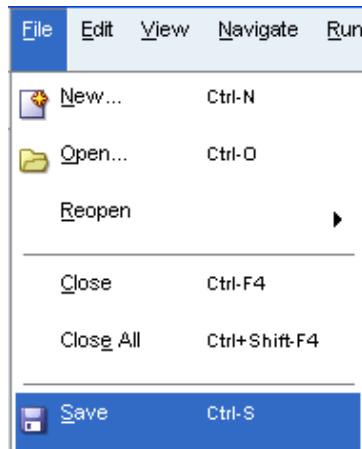 File Edit View Navigate Run
New... Ctrl-N
Open... Ctrl-O
Reopen
Close Ctrl-F4
Close All Ctrl+Shift-F4
Save Ctrl-S